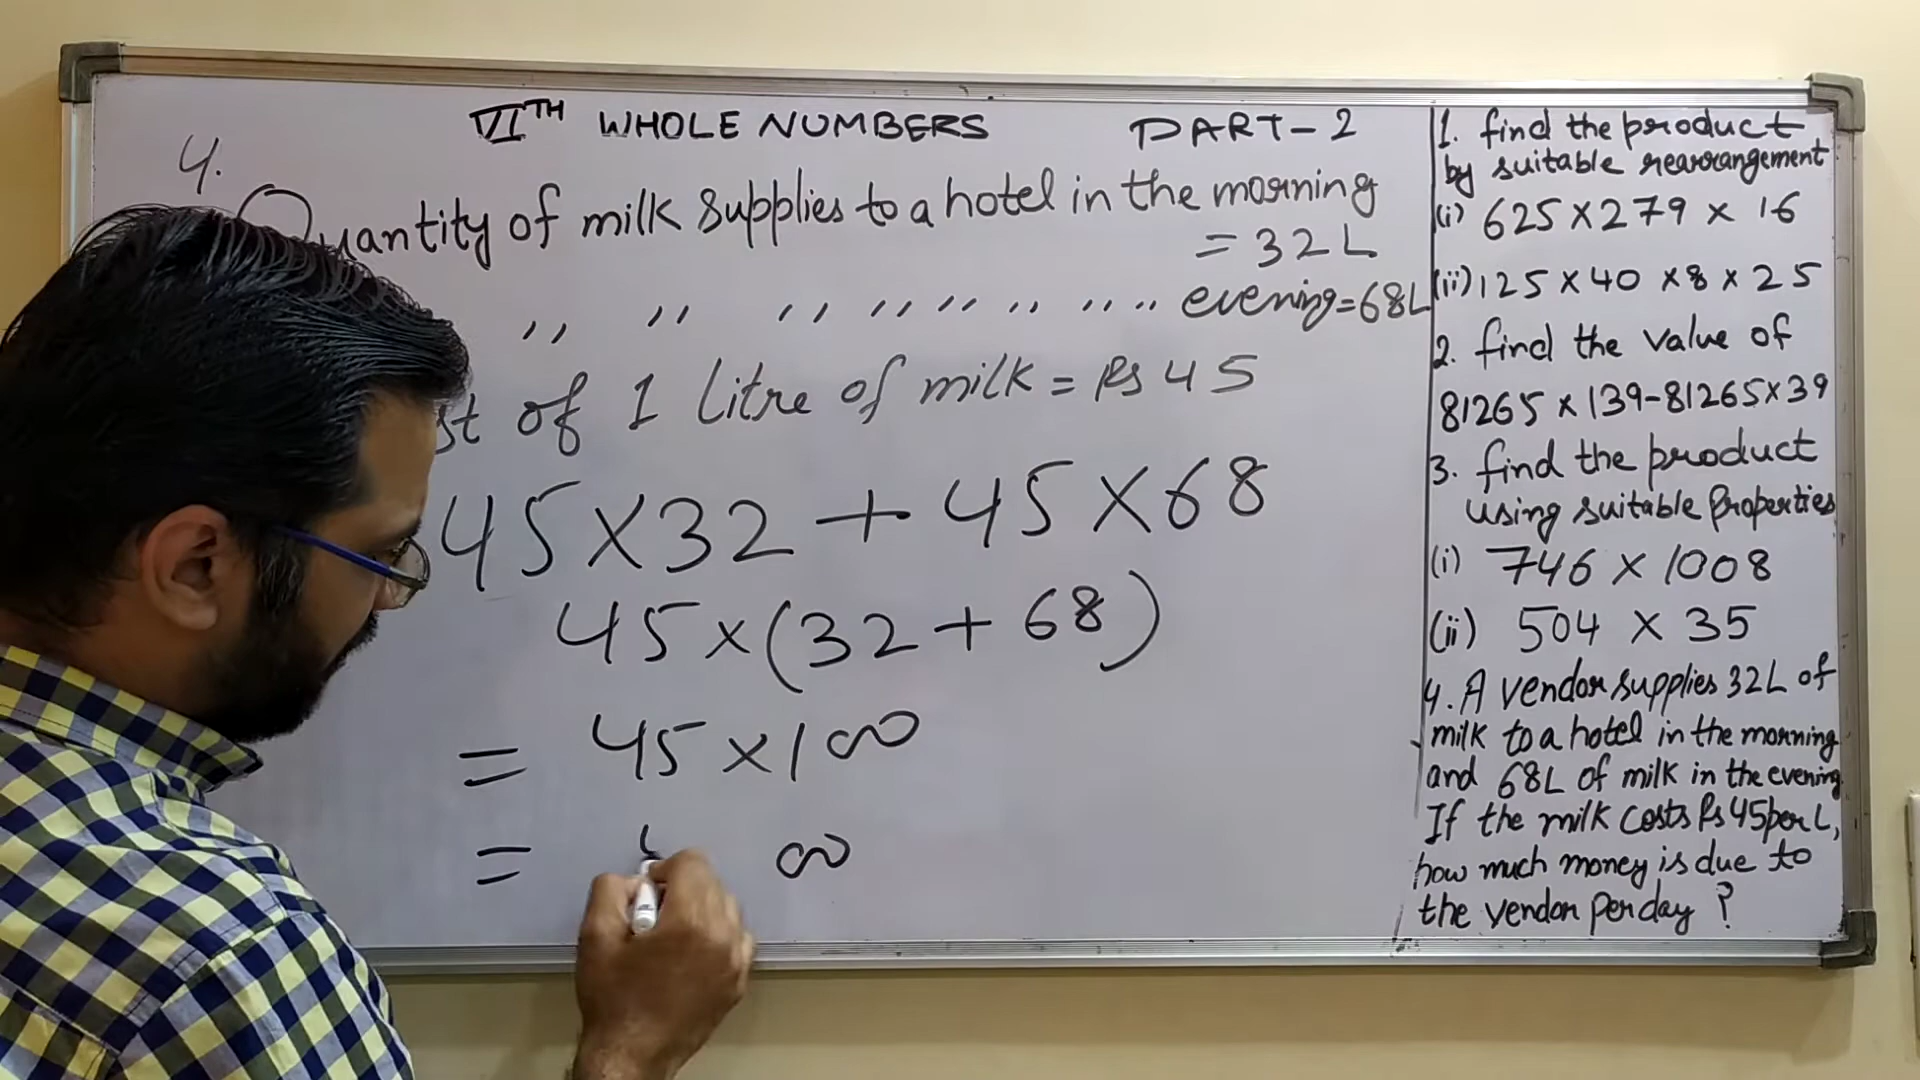 VITH WHOLE NUMBERS PART-2
4.
Quantity of milk supplies to a hotel in the morning
= 32 L
,, ,, ,, ,, ,, ,, ,, .. evening = 68L
st of 1 litre of milk = Rs 45
45 × 32 + 45 × 68
45 × (32 + 68)
= 45 × 100
= 00
1. find the product
by suitable rearrangement
(i) 625 × 279 × 16
(ii) 125 × 40 × 8 × 25
2. find the value of
81265 × 139 - 81265 × 39
3. find the product
using suitable Properties
(i) 746 × 1008
(ii) 504 × 35
4. A vendor supplies 32L of
milk to a hotel in the morning
and 68L of milk in the evening.
If the milk costs Rs 45 per L,
how much money is due to
the vendor per day ?